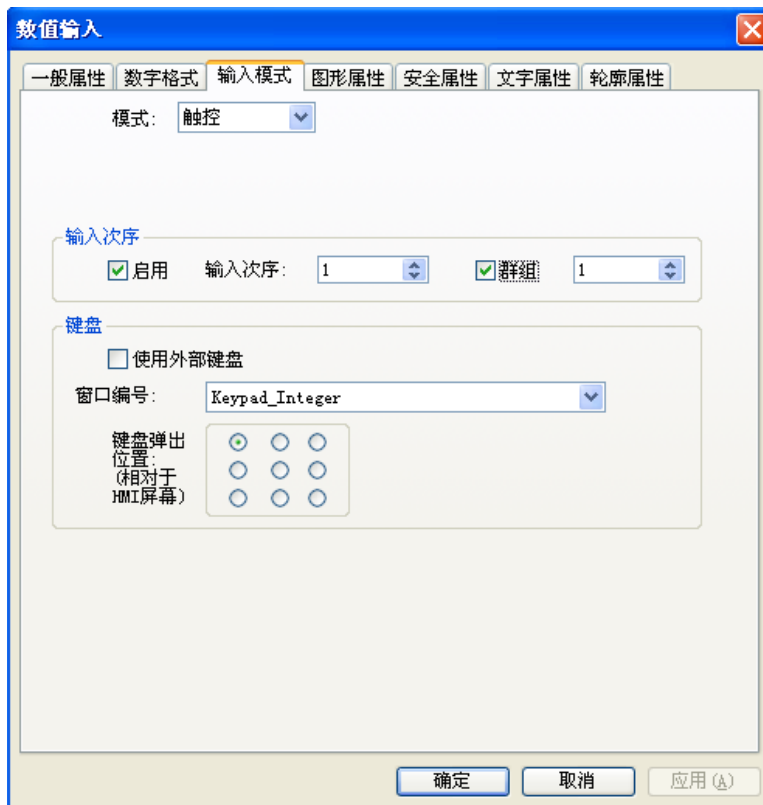 数值输入
一般属性 数字格式 输入模式 图形属性 安全属性 文字属性 轮廓属性
模式: 触控
输入次序
启用 输入次序: 1 群组 1
键盘
使用外部键盘
窗口编号: Keypad_Integer
键盘弹出
位置:
(相对于
HMI屏幕)
确定 取消 应用(A)